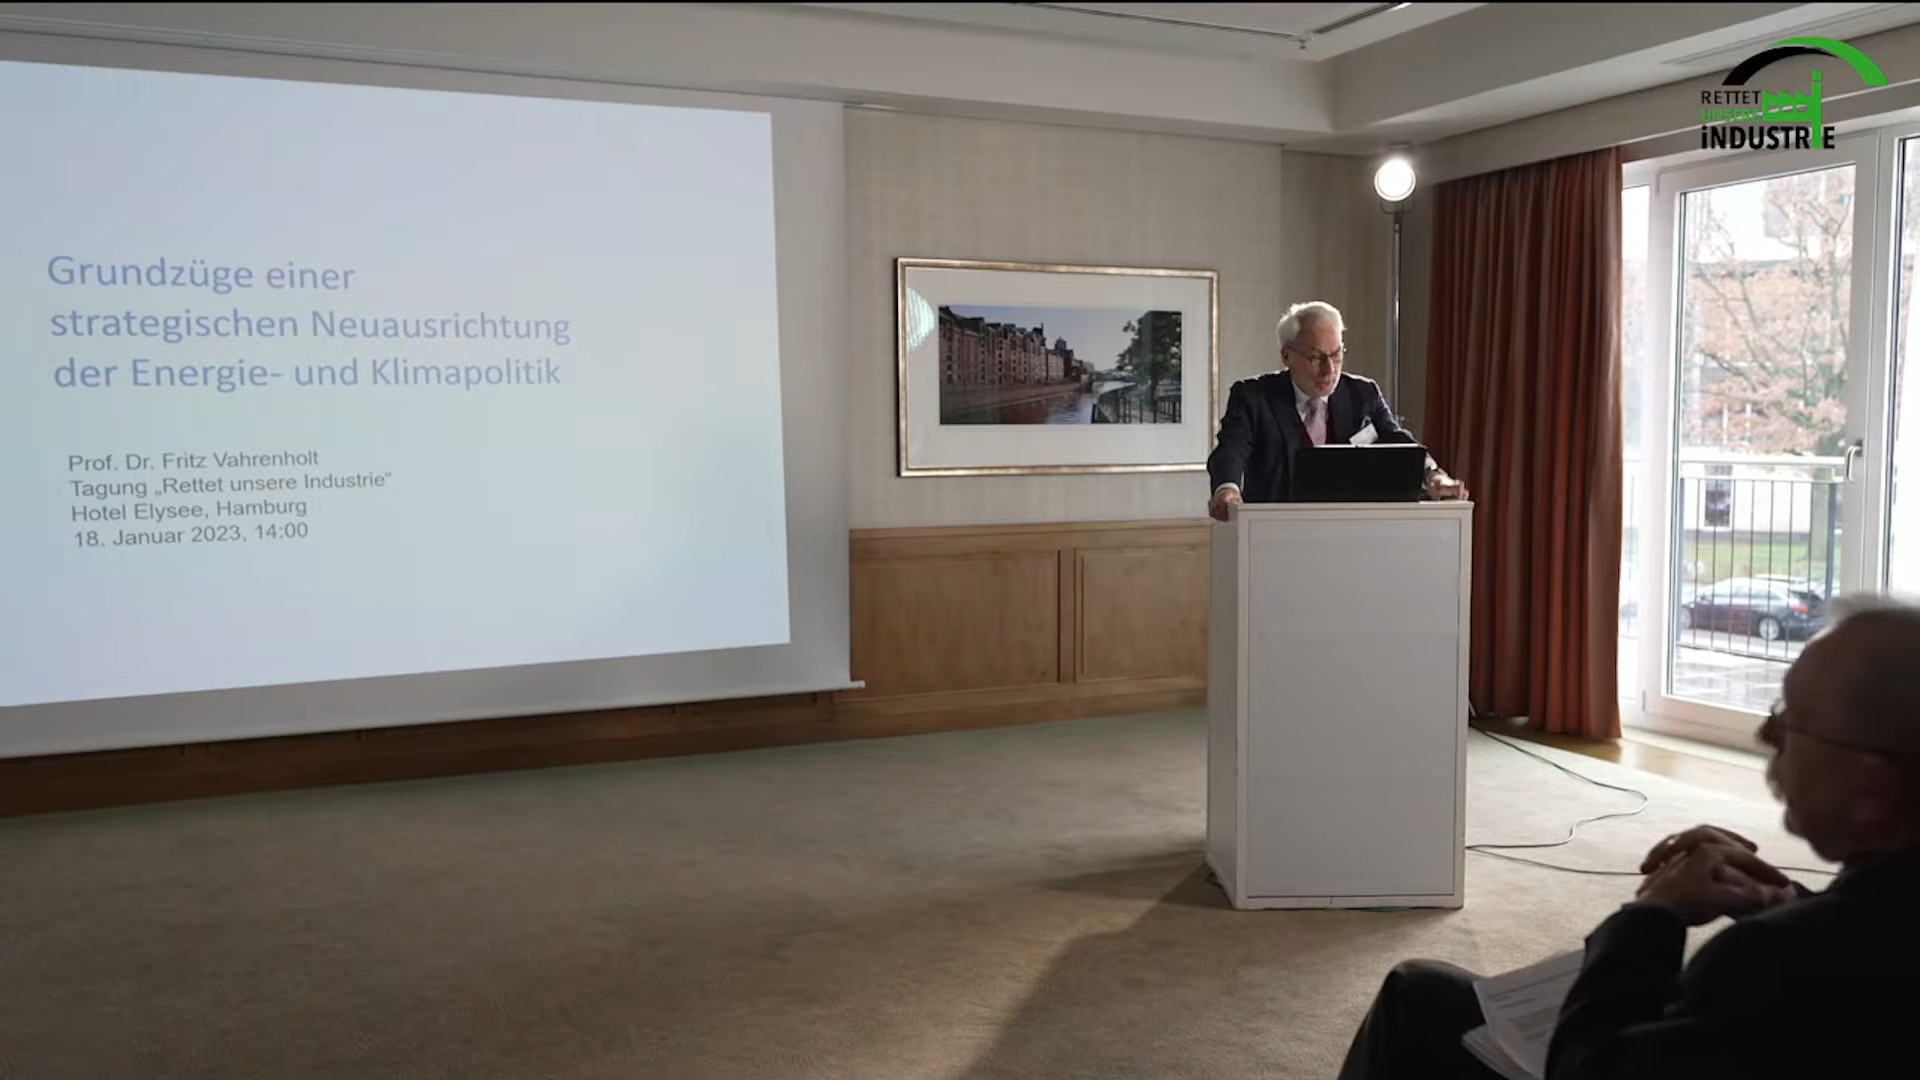 Grundzüge einer
strategischen Neuausrichtung
der Energie- und Klimapolitik
Prof. Dr. Fritz Vahrenholt
Tagung „Rettet unsere Industrie“
Hotel Elysee, Hamburg
18. Januar 2023, 14:00
RETTET
UNSERE
iNDUSTRiE